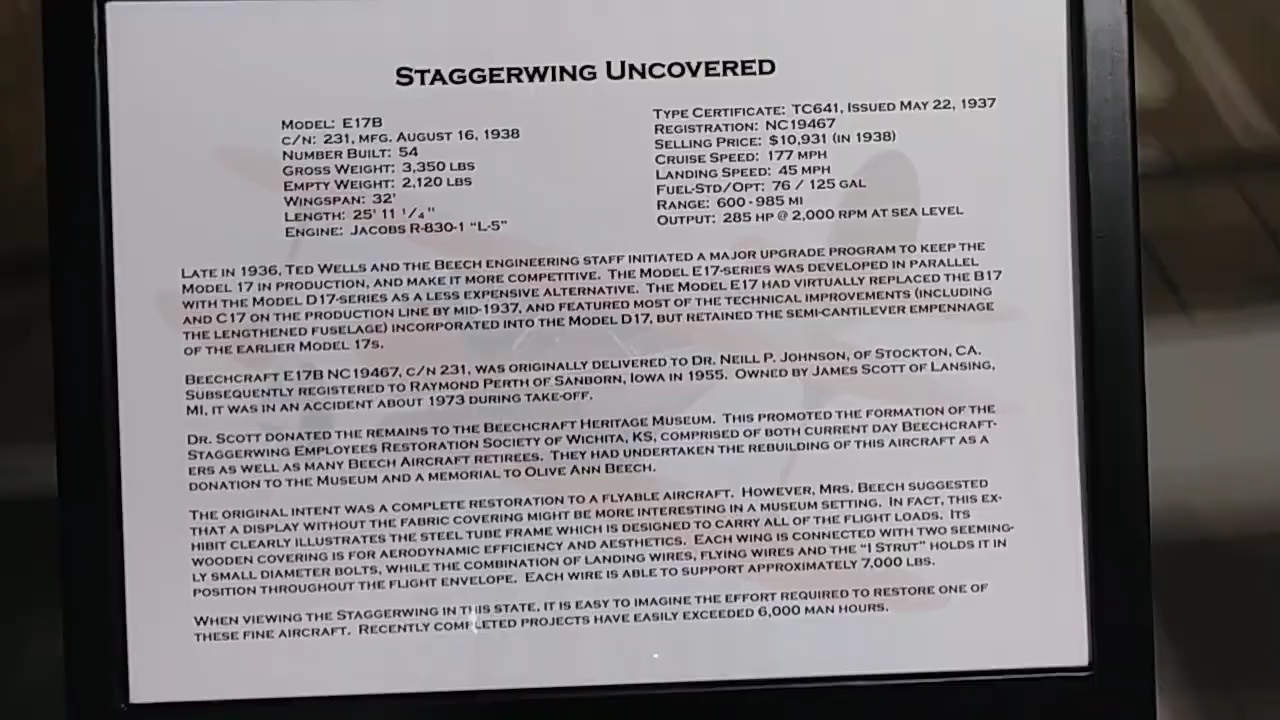 STAGGERWING UNCOVERED
MODEL: E17B
C/N: 231, MFG. AUGUST 16, 1938
NUMBER BUILT: 54
GROSS WEIGHT: 3,350 LBS
EMPTY WEIGHT: 2,120 LBS
WINGSPAN: 32'
LENGTH: 25' 11 1/4"
ENGINE: JACOBS R-830-1 "L-5"
TYPE CERTIFICATE: TC641, ISSUED MAY 22, 1937
REGISTRATION: NC19467
SELLING PRICE: $10,931 (IN 1938)
CRUISE SPEED: 177 MPH
LANDING SPEED: 45 MPH
FUEL-STD/OPT: 76 / 125 GAL
RANGE: 600-985 MI
OUTPUT: 285 HP @ 2,000 RPM AT SEA LEVEL
LATE IN 1936, TED WELLS AND THE BEECH ENGINEERING STAFF INITIATED A MAJOR UPGRADE PROGRAM TO KEEP THE
MODEL 17 IN PRODUCTION, AND MAKE IT MORE COMPETITIVE. THE MODEL E17-SERIES WAS DEVELOPED IN PARALLEL
WITH THE MODEL D17-SERIES AS A LESS EXPENSIVE ALTERNATIVE. THE MODEL E17 HAD VIRTUALLY REPLACED THE B17
AND C17 ON THE PRODUCTION LINE BY MID-1937, AND FEATURED MOST OF THE TECHNICAL IMPROVEMENTS (INCLUDING
THE LENGTHENED FUSELAGE) INCORPORATED INTO THE MODEL D17, BUT RETAINED THE SEMI-CANTILEVER EMPENNAGE
OF THE EARLIER MODEL 17S.
BEECHCRAFT E17B NC19467, C/N 231, WAS ORIGINALLY DELIVERED TO DR. NEILL P. JOHNSON, OF STOCKTON, CA.
SUBSEQUENTLY REGISTERED TO RAYMOND PERTH OF SANBORN, IOWA IN 1955. OWNED BY JAMES SCOTT OF LANSING,
MI, IT WAS IN AN ACCIDENT ABOUT 1973 DURING TAKE-OFF.
DR. SCOTT DONATED THE REMAINS TO THE BEECHCRAFT HERITAGE MUSEUM. THIS PROMOTED THE FORMATION OF THE
STAGGERWING EMPLOYEES RESTORATION SOCIETY OF WICHITA, KS, COMPRISED OF BOTH CURRENT DAY BEECHCRAFT-
ERS AS WELL AS MANY BEECH AIRCRAFT RETIREES. THEY HAD UNDERTAKEN THE REBUILDING OF THIS AIRCRAFT AS A
DONATION TO THE MUSEUM AND A MEMORIAL TO OLIVE ANN BEECH.
THE ORIGINAL INTENT WAS A COMPLETE RESTORATION TO A FLYABLE AIRCRAFT. HOWEVER, MRS. BEECH SUGGESTED
THAT A DISPLAY WITHOUT THE FABRIC COVERING MIGHT BE MORE INTERESTING IN A MUSEUM SETTING. IN FACT, THIS EX-
HIBIT CLEARLY ILLUSTRATES THE STEEL TUBE FRAME WHICH IS DESIGNED TO CARRY ALL OF THE FLIGHT LOADS. ITS
WOODEN COVERING IS FOR AERODYNAMIC EFFICIENCY AND AESTHETICS. EACH WING IS CONNECTED WITH TWO SEEMING-
LY SMALL DIAMETER BOLTS, WHILE THE COMBINATION OF LANDING WIRES, FLYING WIRES AND THE "I STRUT" HOLDS IT IN
POSITION THROUGHOUT THE FLIGHT ENVELOPE. EACH WIRE IS ABLE TO SUPPORT APPROXIMATELY 7,000 LBS.
WHEN VIEWING THE STAGGERWING IN THIS STATE, IT IS EASY TO IMAGINE THE EFFORT REQUIRED TO RESTORE ONE OF
THESE FINE AIRCRAFT. RECENTLY COMPLETED PROJECTS HAVE EASILY EXCEEDED 6,000 MAN HOURS.